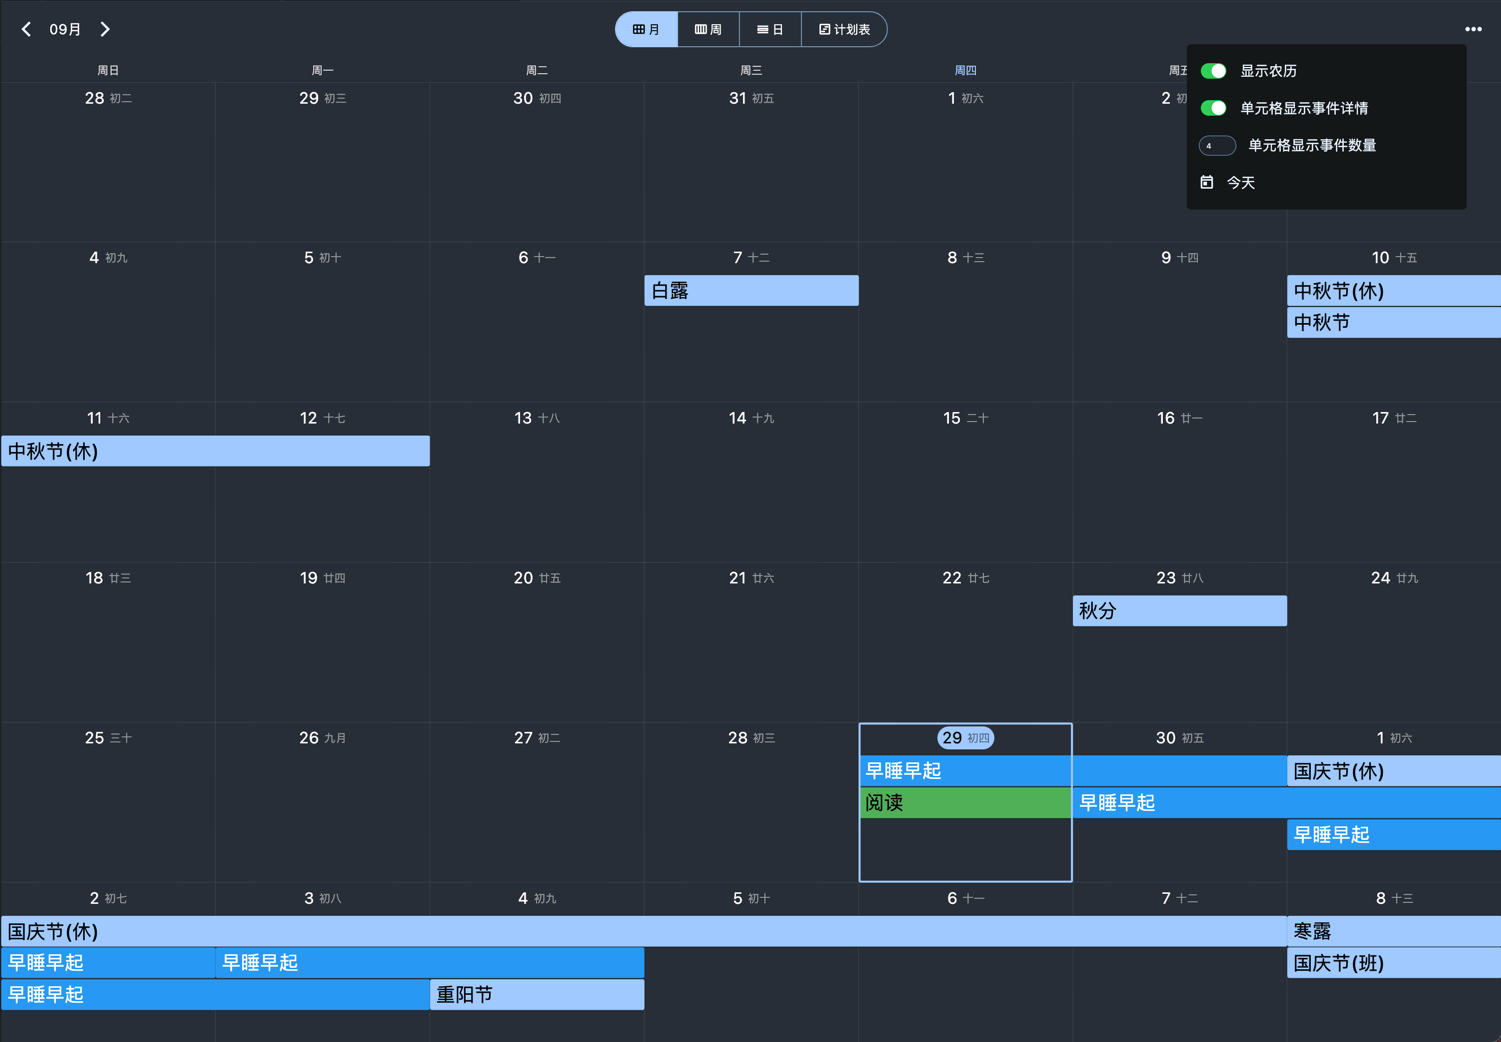 09月
月
周
日
计划表
显示农历
单元格显示事件详情
4 单元格显示事件数量
今天
周日 周一 周二 周三 周四 周五
28 初二 29 初三 30 初四 31 初五 1 初六 2 初
4 初九 5 初十 6 十一 7 十二 8 十三 9 十四 10 十五
白露 中秋节(休)
中秋节
11 十六 12 十七 13 十八 14 十九 15 二十 16 廿一 17 廿二
中秋节(休)
18 廿三 19 廿四 20 廿五 21 廿六 22 廿七 23 廿八 24 廿九
秋分
25 三十 26 九月 27 初二 28 初三 29 初四 30 初五 1 初六
早睡早起 国庆节(休)
阅读 早睡早起
早睡早起
2 初七 3 初八 4 初九 5 初十 6 十一 7 十二 8 十三
国庆节(休) 寒露
早睡早起 早睡早起 国庆节(班)
早睡早起 重阳节